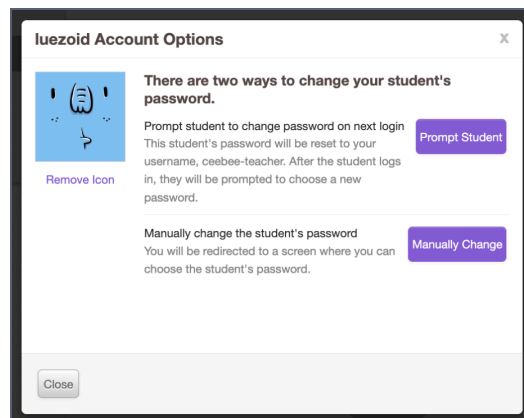 luezoid Account Options
x
There are two ways to change your student's
password.
Prompt student to change password on next login
This student's password will be reset to your
username, ceebee-teacher. After the student logs
in, they will be prompted to choose a new
password.
Prompt Student
Remove Icon
Manually change the student's password
You will be redirected to a screen where you can
choose the student's password.
Manually Change
Close